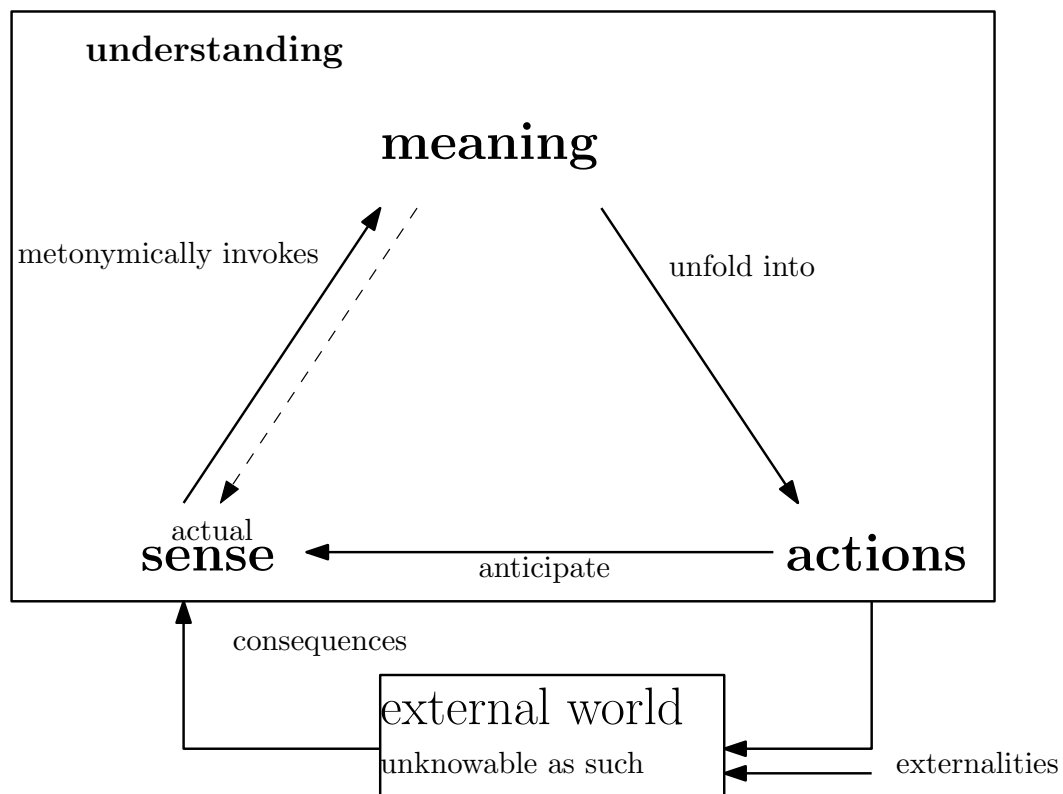 understanding
meaning
metonymically invokes
unfold into
actual
sense
actions
anticipate
consequences
external world
unknowable as such
externalities